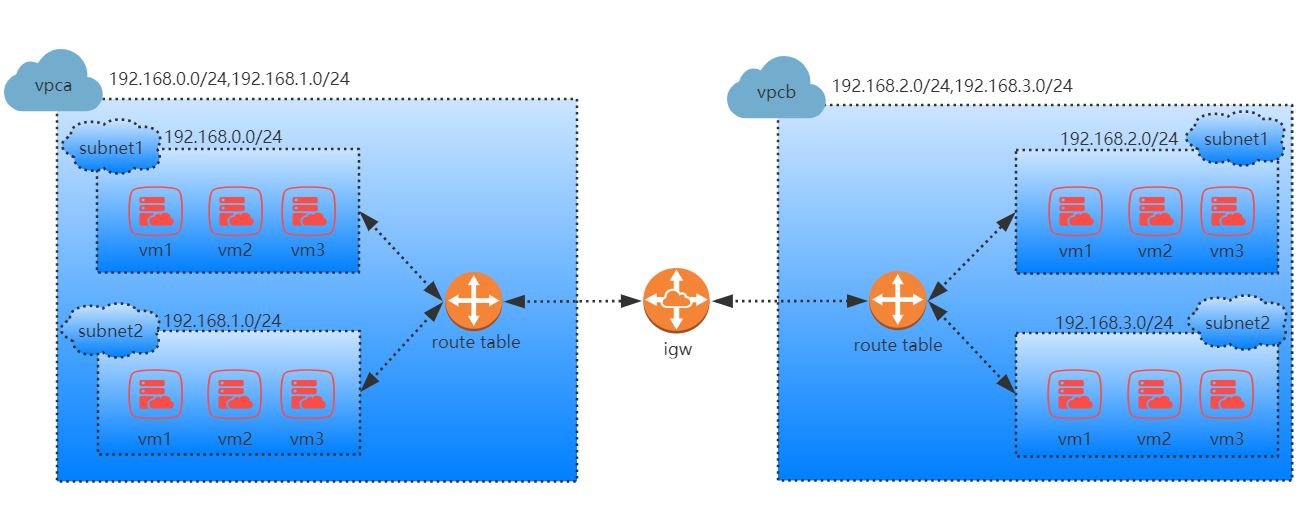 vpca
192.168.0.0/24,192.168.1.0/24
subnet1
192.168.0.0/24
vm1
vm2
vm3
subnet2
192.168.1.0/24
vm1
vm2
vm3
route table
igw
vpcb
192.168.2.0/24,192.168.3.0/24
192.168.2.0/24
subnet1
vm1
vm2
vm3
route table
192.168.3.0/24
subnet2
vm1
vm2
vm3